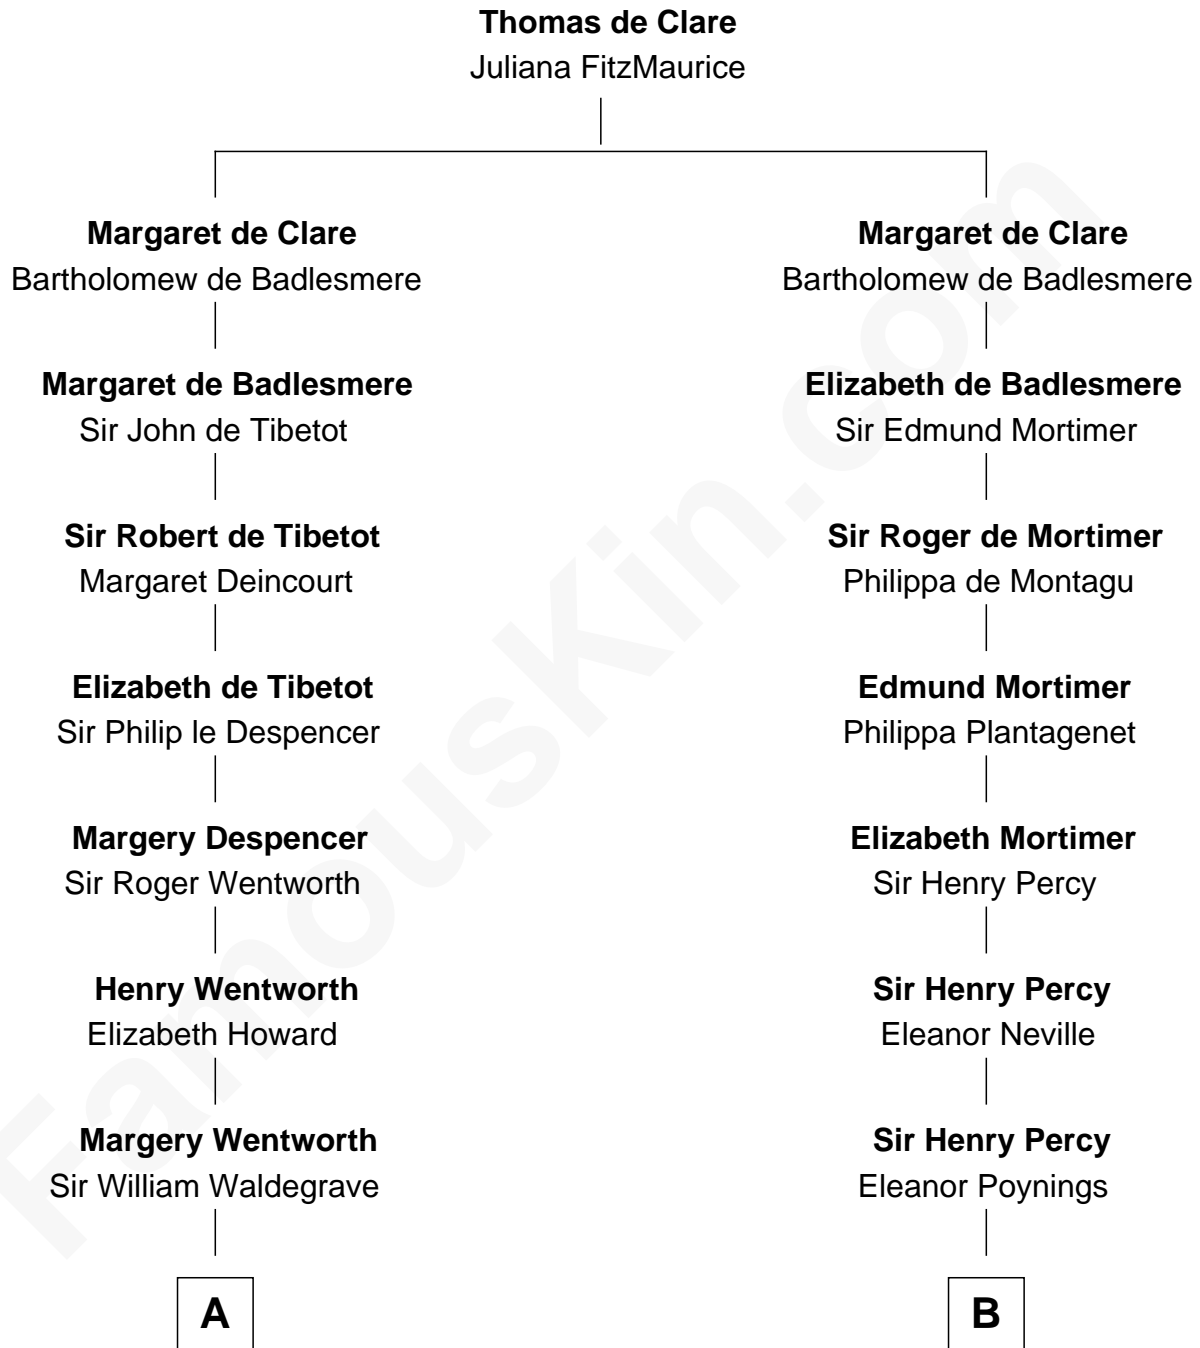 Thomas de Clare
Juliana FitzMaurice
Margaret de Clare
Bartholomew de Badlesmere
Margaret de Clare
Bartholomew de Badlesmere
Margaret de Badlesmere
Sir John de Tibetot
Elizabeth de Badlesmere
Sir Edmund Mortimer
Sir Robert de Tibetot
Margaret Deincourt
Sir Roger de Mortimer
Philippa de Montagu
Elizabeth de Tibetot
Sir Philip le Despencer
Edmund Mortimer
Philippa Plantagenet
Margery Despencer
Sir Roger Wentworth
Elizabeth Mortimer
Sir Henry Percy
Henry Wentworth
Elizabeth Howard
Sir Henry Percy
Eleanor Neville
Margery Wentworth
Sir William Waldegrave
Sir Henry Percy
Eleanor Poynings
A
B
FamousKin.com